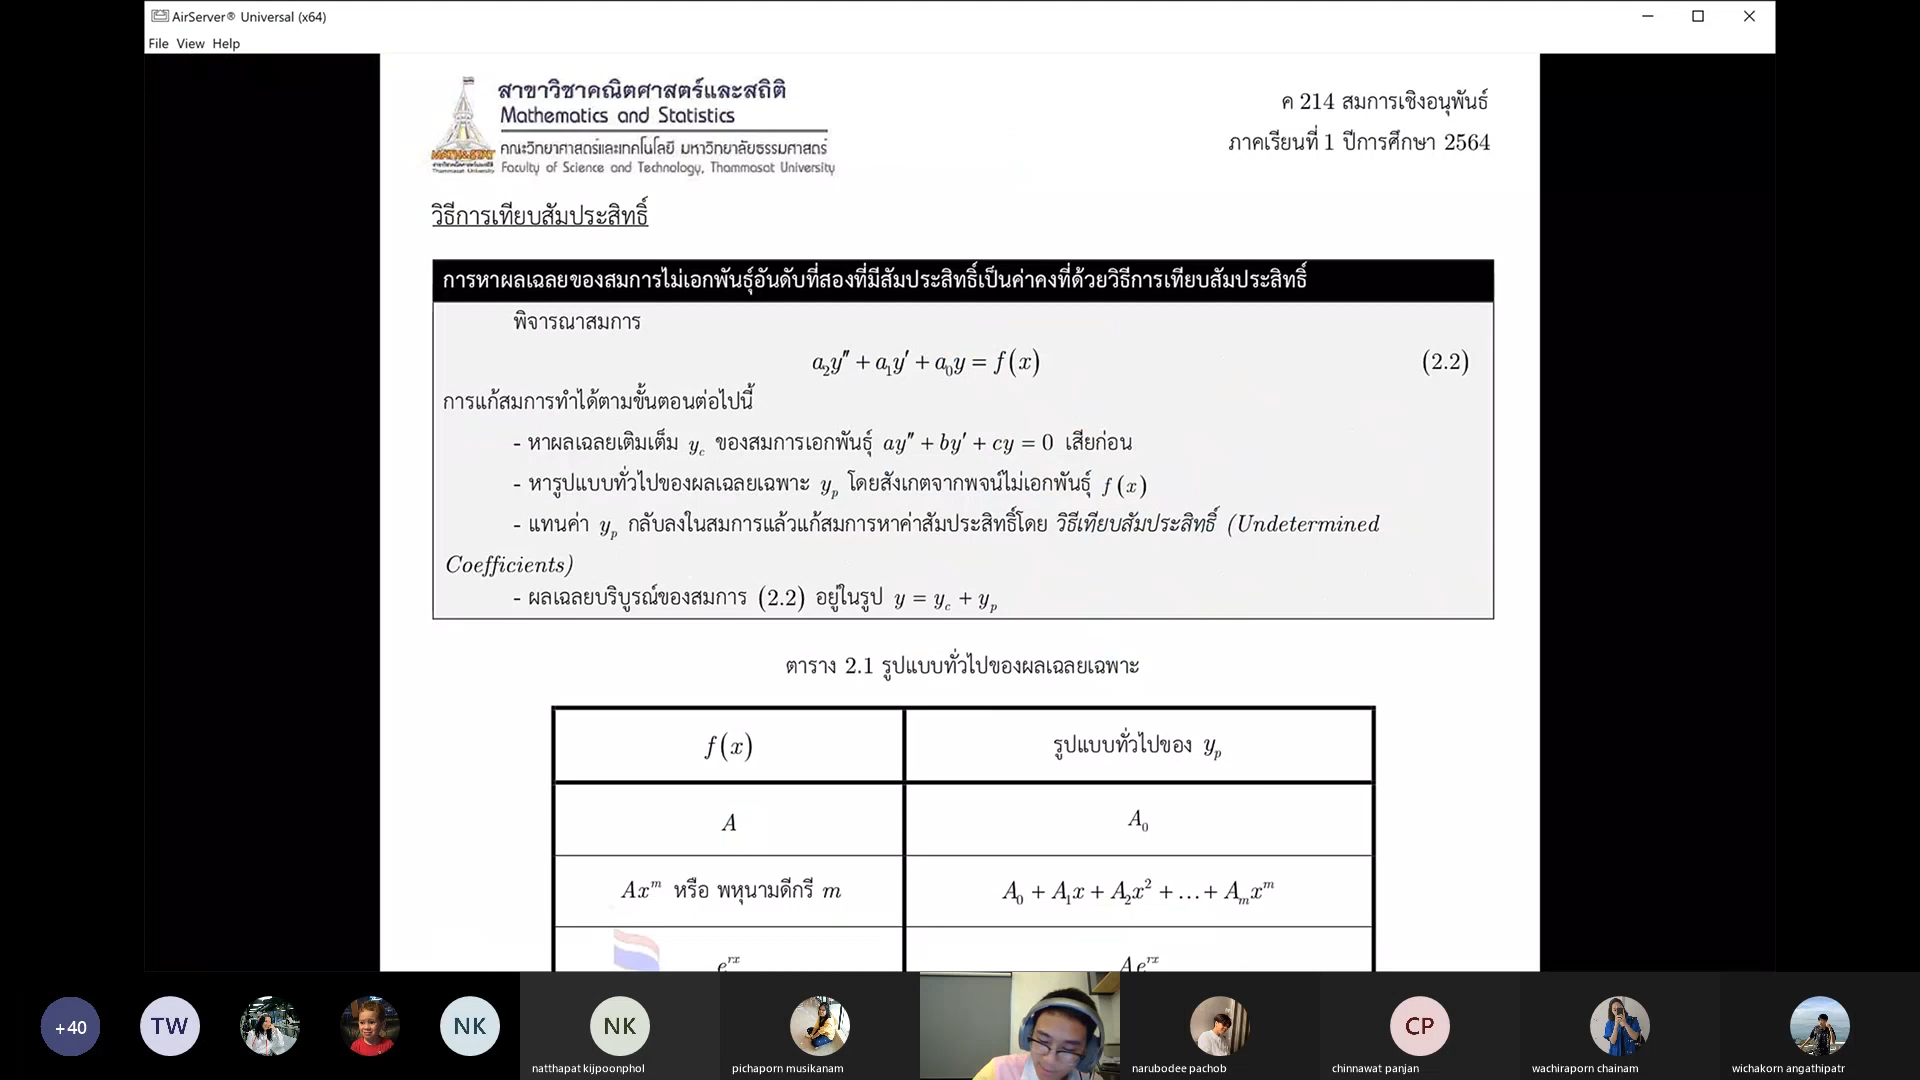 AirServer® Universal (x64)
File View Help
สาขาวิชาคณิตศาสตร์และสถิติ
Mathematics and Statistics
คณะวิทยาศาสตร์และเทคโนโลยี มหาวิทยาลัยธรรมศาสตร์
Faculty of Science and Technology, Thammasat University
MATH&STAT
Thammasat University
ค 214 สมการเชิงอนุพันธ์
ภาคเรียนที่ 1 ปีการศึกษา 2564
วิธีการเทียบสัมประสิทธิ์
การหาผลเฉลยของสมการไม่เอกพันธุ์อันดับที่สองที่มีสัมประสิทธิ์เป็นค่าคงที่ด้วยวิธีการเทียบสัมประสิทธิ์
พิจารณาสมการ
a₂y″ + a₁y′ + a₀y = f(x) (2.2)
การแก้สมการทำได้ตามขั้นตอนต่อไปนี้
- หาผลเฉลยเติมเต็ม y_c ของสมการเอกพันธุ์ ay″ + by′ + cy = 0 เสียก่อน
- หารูปแบบทั่วไปของผลเฉลยเฉพาะ y_p โดยสังเกตจากพจน์ไม่เอกพันธุ์ f(x)
- แทนค่า y_p กลับลงในสมการแล้วแก้สมการหาค่าสัมประสิทธิ์โดย วิธีเทียบสัมประสิทธิ์ (Undetermined
Coefficients)
- ผลเฉลยบริบูรณ์ของสมการ (2.2) อยู่ในรูป y = y_c + y_p
ตาราง 2.1 รูปแบบทั่วไปของผลเฉลยเฉพาะ
f(x) รูปแบบทั่วไปของ y_p
A A₀
Axᵐ หรือ พหุนามดีกรี m A₀ + A₁x + A₂x² + ... + Aₘxᵐ
e^{rx} Ae^{rx}
+40 TW NK NK CP
natthapat kijpoonphol pichaporn musikanam narubodee pachob chinnawat panjan wachiraporn chainam wichakorn angathipatr